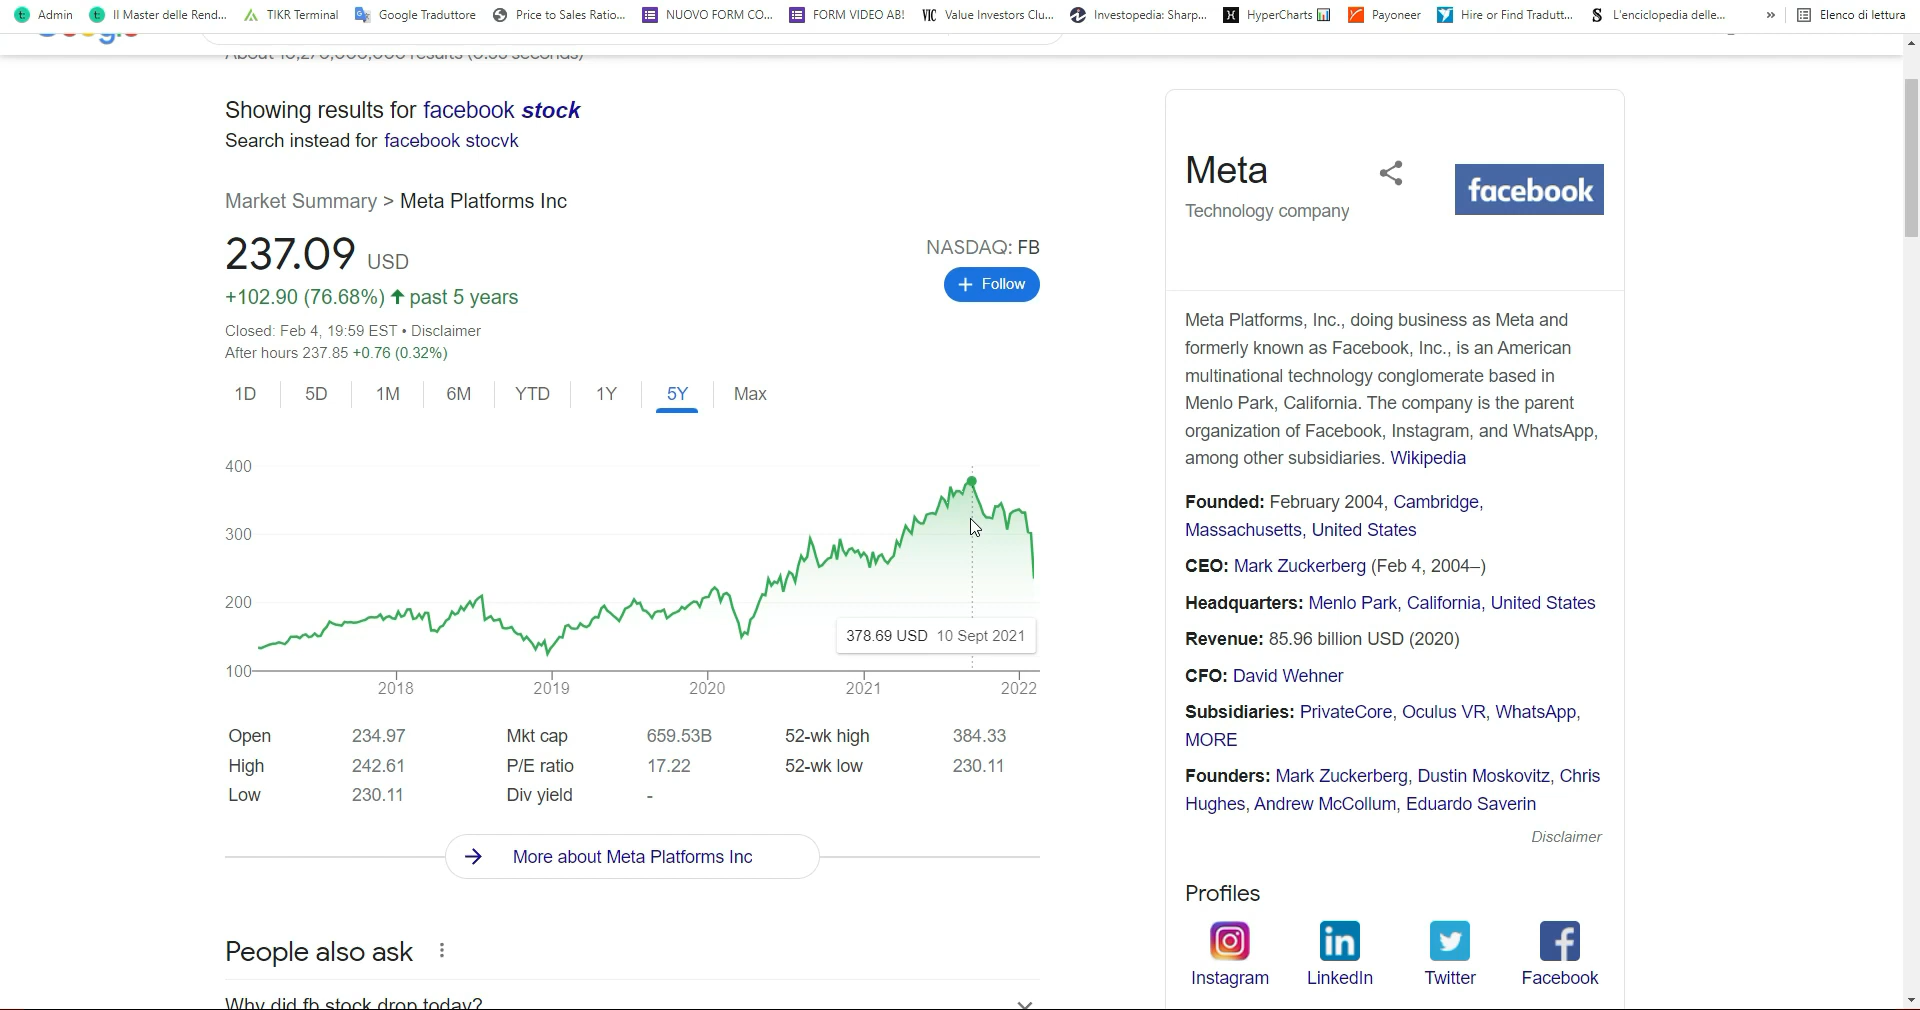 Admin
Il Master delle Rend...
TIKR Terminal
Google Traduttore
Price to Sales Ratio...
NUOVO FORM CO...
FORM VIDEO AB!
VIC Value Investors Clu...
Investopedia: Sharp...
HyperCharts
Payoneer
Hire or Find Tradutt...
L'enciclopedia delle...
»
Elenco di lettura
Showing results for facebook stock
Search instead for facebook stocvk
Market Summary > Meta Platforms Inc
237.09 USD
NASDAQ: FB
+ Follow
+102.90 (76.68%) ↑ past 5 years
Closed: Feb 4, 19:59 EST • Disclaimer
After hours 237.85 +0.76 (0.32%)
1D
5D
1M
6M
YTD
1Y
5Y
Max
400
300
200
100
378.69 USD 10 Sept 2021
2018
2019
2020
2021
2022
Open 234.97
High 242.61
Low 230.11
Mkt cap 659.53B
P/E ratio 17.22
Div yield -
52-wk high 384.33
52-wk low 230.11
→ More about Meta Platforms Inc
People also ask
Why did fb stock drop today?
Meta
Technology company
facebook
Meta Platforms, Inc., doing business as Meta and
formerly known as Facebook, Inc., is an American
multinational technology conglomerate based in
Menlo Park, California. The company is the parent
organization of Facebook, Instagram, and WhatsApp,
among other subsidiaries. Wikipedia
Founded: February 2004, Cambridge,
Massachusetts, United States
CEO: Mark Zuckerberg (Feb 4, 2004–)
Headquarters: Menlo Park, California, United States
Revenue: 85.96 billion USD (2020)
CFO: David Wehner
Subsidiaries: PrivateCore, Oculus VR, WhatsApp,
MORE
Founders: Mark Zuckerberg, Dustin Moskovitz, Chris
Hughes, Andrew McCollum, Eduardo Saverin
Disclaimer
Profiles
Instagram
LinkedIn
Twitter
Facebook